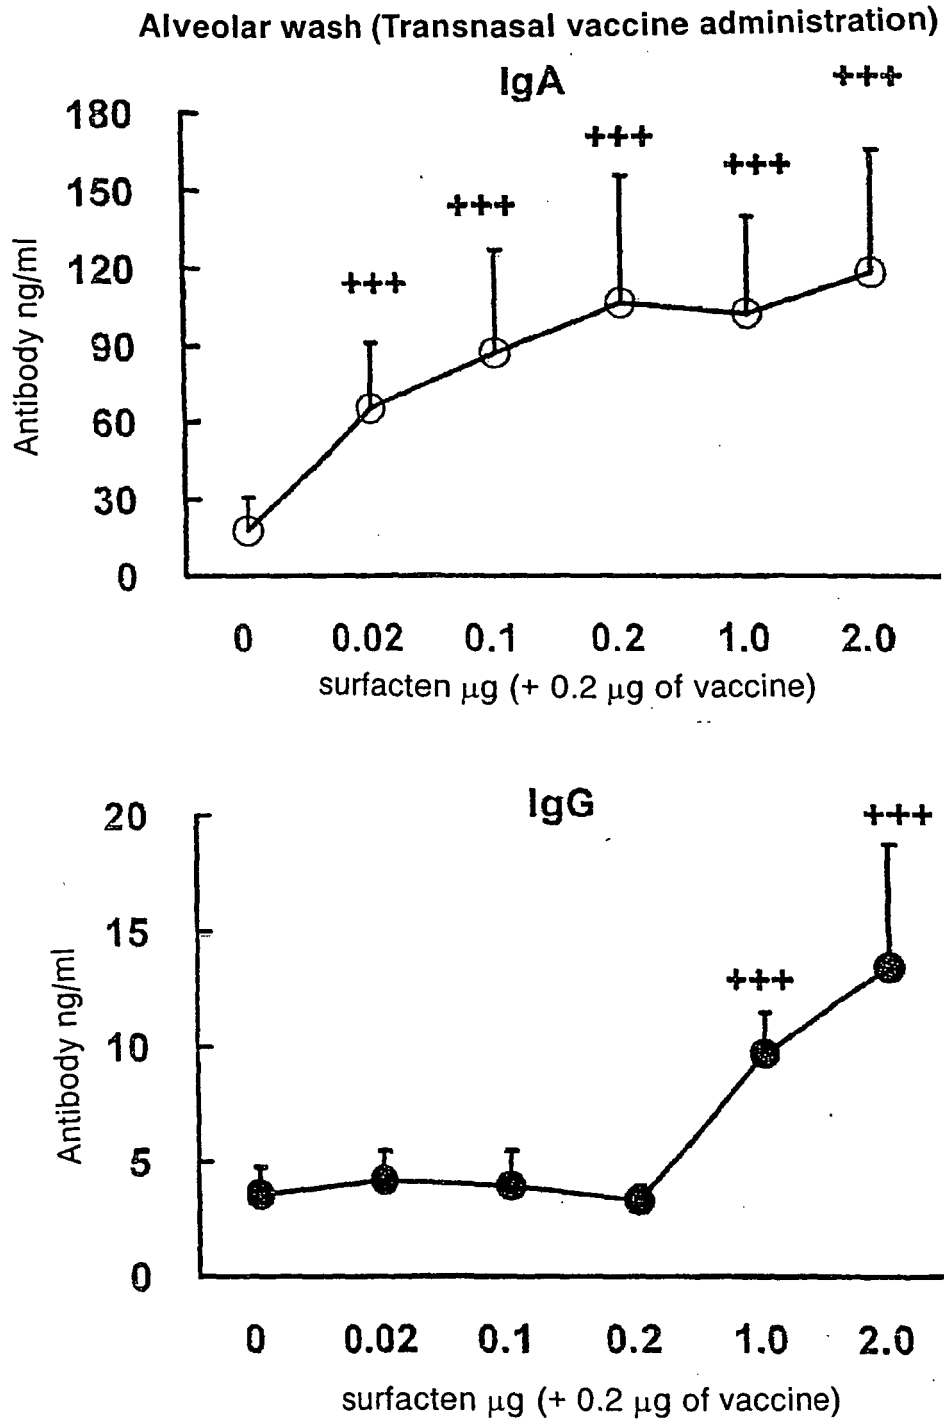 Alveolar wash (Transnasal vaccine administration)
IgA
+++
+++
+++
+++
+++
180
150
120
90
60
30
0
Antibody ng/ml
0 0.02 0.1 0.2 1.0 2.0
surfacten µg (+ 0.2 µg of vaccine)
IgG
+++
+++
20
15
10
5
0
Antibody ng/ml
0 0.02 0.1 0.2 1.0 2.0
surfacten µg (+ 0.2 µg of vaccine)